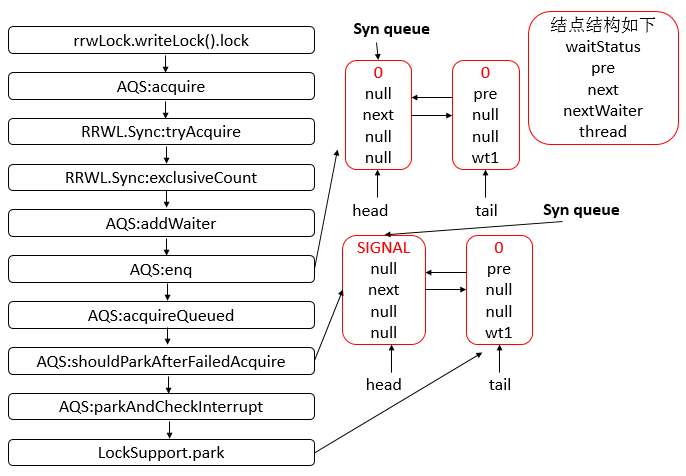 rrwLock.writeLock().lock
AQS:acquire
RRWL.Sync:tryAcquire
RRWL.Sync:exclusiveCount
AQS:addWaiter
AQS:enq
AQS:acquireQueued
AQS:shouldParkAfterFailedAcquire
AQS:parkAndCheckInterrupt
LockSupport.park
Syn queue
0
null
next
null
null
head
0
pre
null
null
wt1
tail
Syn queue
SIGNAL
null
next
null
null
head
0
pre
null
null
wt1
tail
结点结构如下
waitStatus
pre
next
nextWaiter
thread